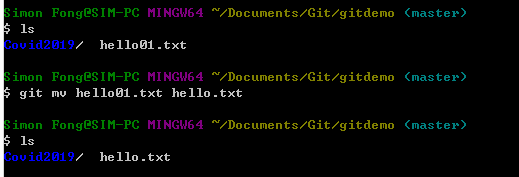 Simon Fong@SIM-PC MINGW64 ~/Documents/Git/gitdemo (master)
$ ls
Covid2019/  hello01.txt
Simon Fong@SIM-PC MINGW64 ~/Documents/Git/gitdemo (master)
$ git mv hello01.txt hello.txt
Simon Fong@SIM-PC MINGW64 ~/Documents/Git/gitdemo (master)
$ ls
Covid2019/  hello.txt